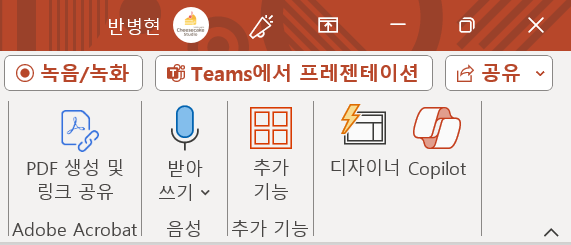 반병현
Cheesecake Studio
녹음/녹화 Teams에서 프레젠테이션 공유
PDF 생성 및 받아 추가 디자이너 Copilot
링크 공유 쓰기 기능
Adobe Acrobat 음성 추가 기능